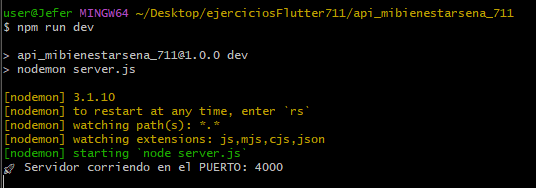 user@Jefer MINGW64 ~/Desktop/ejerciciosFlutter711/api_mibienestarsena_711
$ npm run dev
> api_mibienestarsena_711@1.0.0 dev
> nodemon server.js
[nodemon] 3.1.10
[nodemon] to restart at any time, enter `rs`
[nodemon] watching path(s): *.*
[nodemon] watching extensions: js,mjs,cjs,json
[nodemon] starting `node server.js`
🚀 Servidor corriendo en el PUERTO: 4000